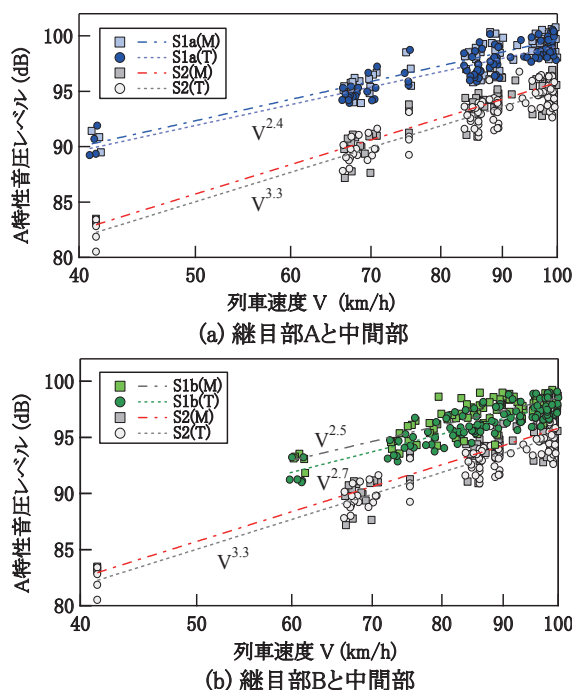 A特性音圧レベル (dB)
100
95
90
85
80
S1a(M)
S1a(T)
S2(M)
S2(T)
V2.4
V3.3
40
50
60
70
80
90
100
列車速度 V (km/h)
(a) 継目部Aと中間部
A特性音圧レベル (dB)
100
95
90
85
80
S1b(M)
S1b(T)
S2(M)
S2(T)
V2.5
V2.7
V3.3
40
50
60
70
80
90
100
列車速度 V (km/h)
(b) 継目部Bと中間部